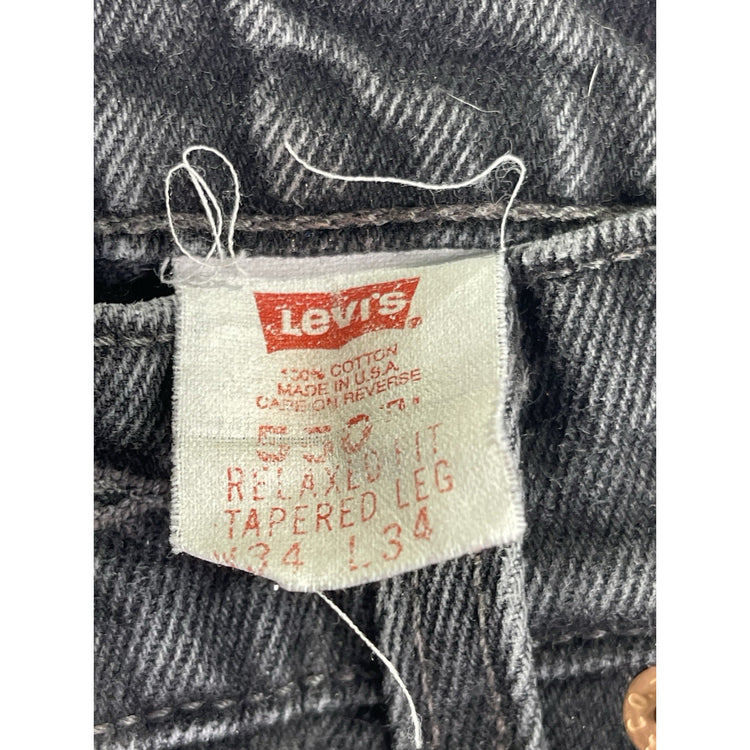 Levi's
100% COTTON
MADE IN U.S.A.
CARE ON REVERSE
550
RELAXED FIT
TAPERED LEG
W34 L34